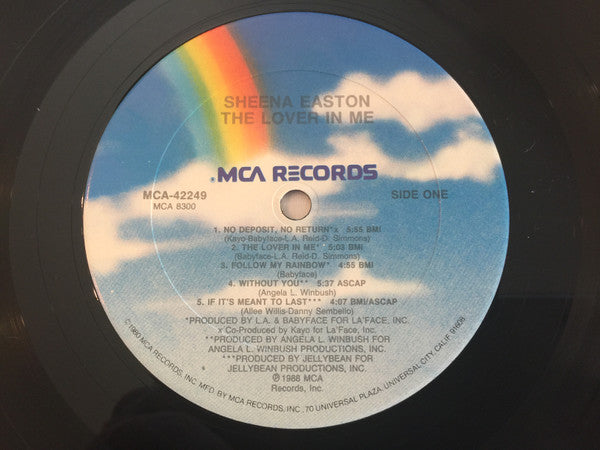 SHEENA EASTON
THE LOVER IN ME
MCA RECORDS
MCA-42249
MCA 8300
SIDE ONE
1. NO DEPOSIT, NO RETURN*x 5:55 BMI
(Kayo-Babyface-L.A. Reid-D. Simmons)
2. THE LOVER IN ME* 5:03 BMI
(Babyface-L.A. Reid-D. Simmons)
3. FOLLOW MY RAINBOW* 4:55 BMI
(Babyface)
4. WITHOUT YOU** 5:37 ASCAP
(Angela L. Winbush)
5. IF IT'S MEANT TO LAST*** 4:07 BMI/ASCAP
(Allee Willis-Danny Sembello)
*PRODUCED BY L.A. & BABYFACE FOR LA'FACE, INC.
x Co-Produced by Kayo for La'Face, Inc.
**PRODUCED BY ANGELA L. WINBUSH FOR
ANGELA L. WINBUSH PRODUCTIONS, INC.
***PRODUCED BY JELLYBEAN FOR
JELLYBEAN PRODUCTIONS, INC.
℗ 1988 MCA
Records, Inc.
©1980 MCA RECORDS, INC. MFD. BY MCA RECORDS, INC. 70 UNIVERSAL PLAZA, UNIVERSAL CITY, CALIF. 91608